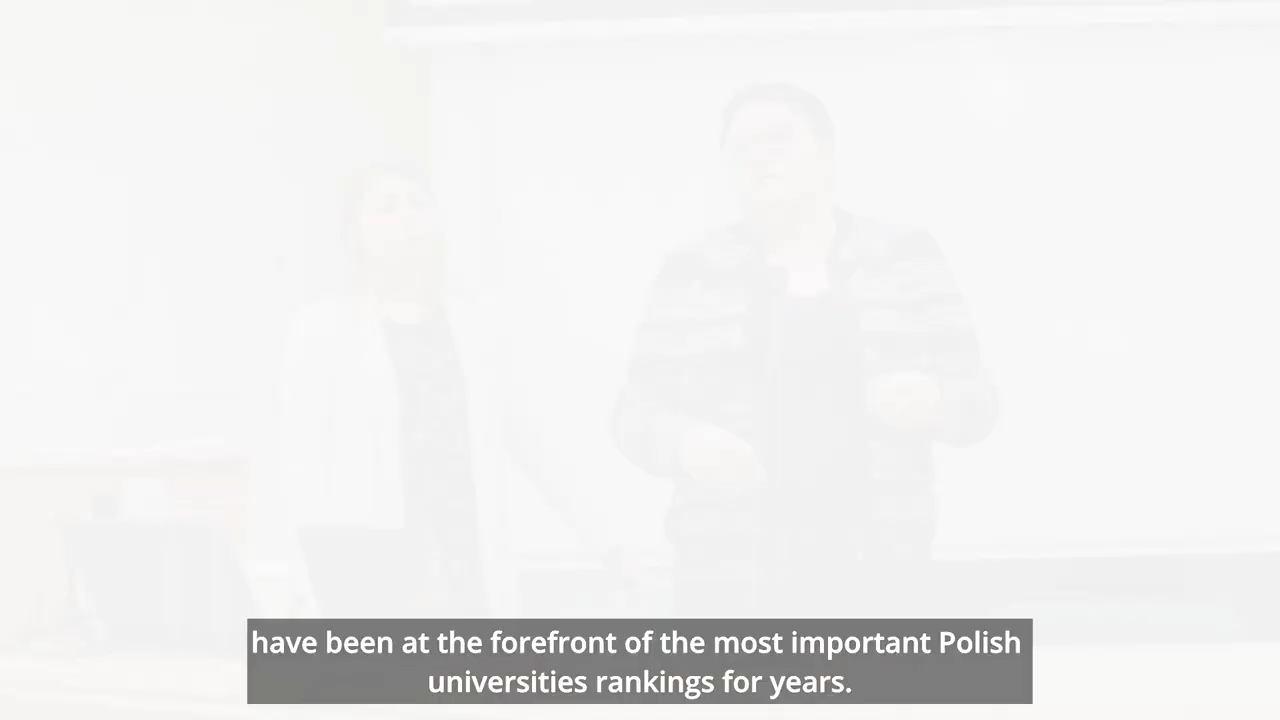 have been at the forefront of the most important Polish
universities rankings for years.